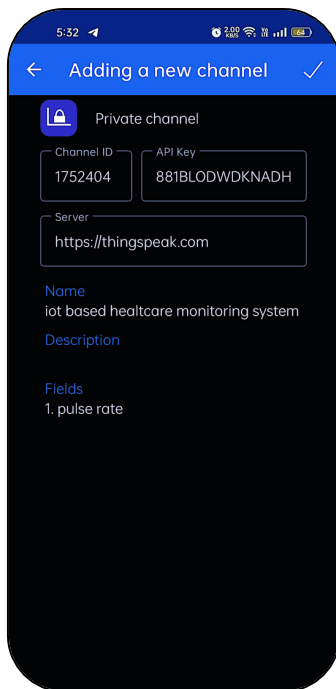 5:32 2.00 KB/S 64
Adding a new channel
Private channel
Channel ID API Key
1752404 881BLODWDKNADH
Server
https://thingspeak.com
Name
iot based healtcare monitoring system
Description
Fields
1. pulse rate